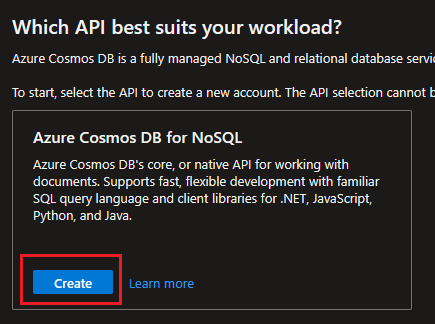 Which API best suits your workload?
Azure Cosmos DB is a fully managed NoSQL and relational database servic
To start, select the API to create a new account. The API selection cannot b
Azure Cosmos DB for NoSQL
Azure Cosmos DB's core, or native API for working with
documents. Supports fast, flexible development with familiar
SQL query language and client libraries for .NET, JavaScript,
Python, and Java.
Create Learn more